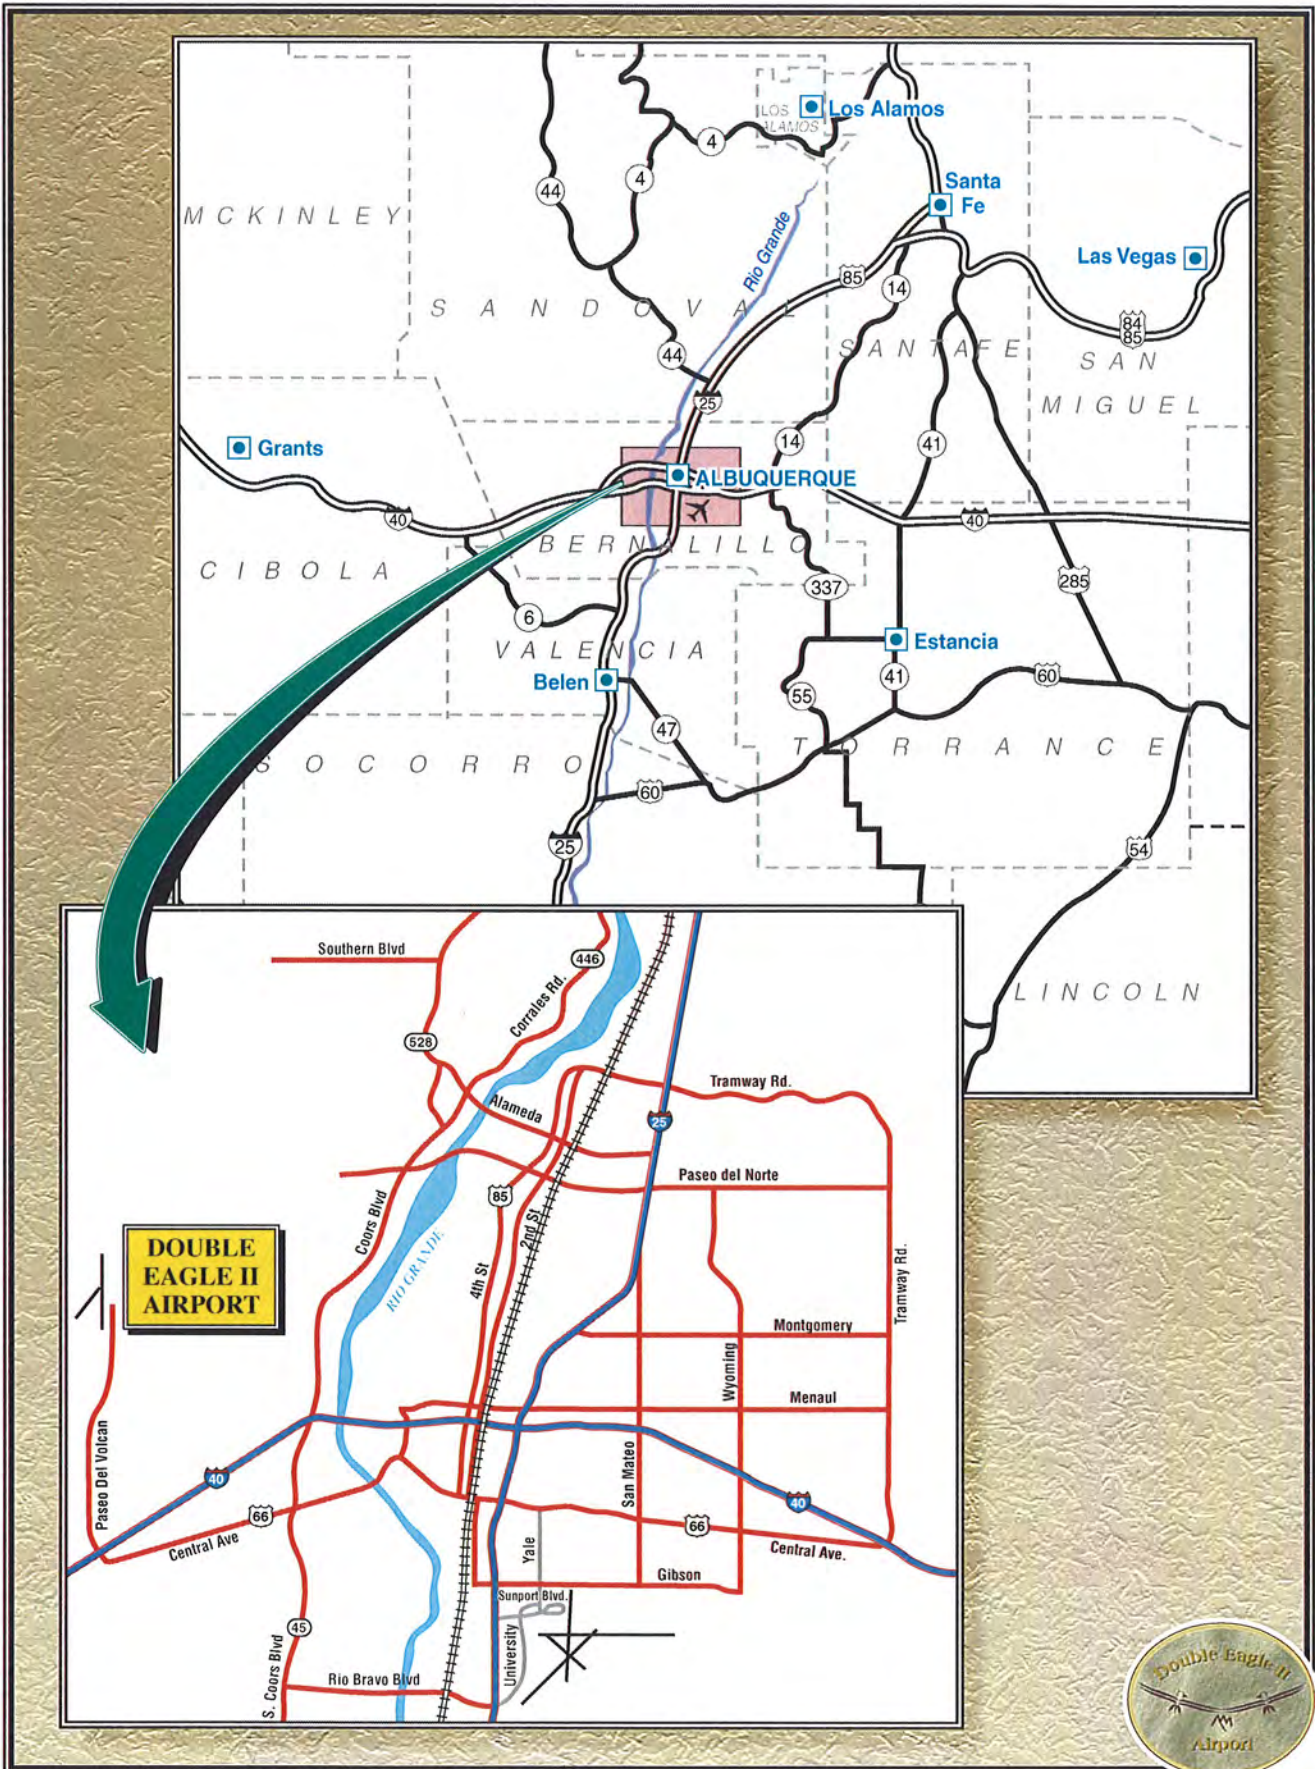 LOS
ALAMOS
Los Alamos
4
4
44
Santa
Fe
MCKINLEY
Rio Grande
Las Vegas
85
14
SANDOVAL
84
85
44
SANTA FE
SAN
MIGUEL
25
14
41
Grants
ALBUQUERQUE
40
40
BERNALILLO
CIBOLA
337
285
6
Estancia
VALENCIA
Belen
41
60
55
47
TORRANCE
SOCORRO
60
25
54
LINCOLN
Southern Blvd
446
Corrales Rd.
528
Tramway Rd.
Alameda
25
Paseo del Norte
85
Coors Blvd
2nd St
RIO GRANDE
4th St
Tramway Rd.
DOUBLE
EAGLE II
AIRPORT
Montgomery
Wyoming
Menaul
Paseo Del Volcan
San Mateo
40
40
66
66
Central Ave
Central Ave.
Yale
Gibson
Sunport Blvd.
45
University
S. Coors Blvd
Rio Bravo Blvd
Double Eagle II
Airport